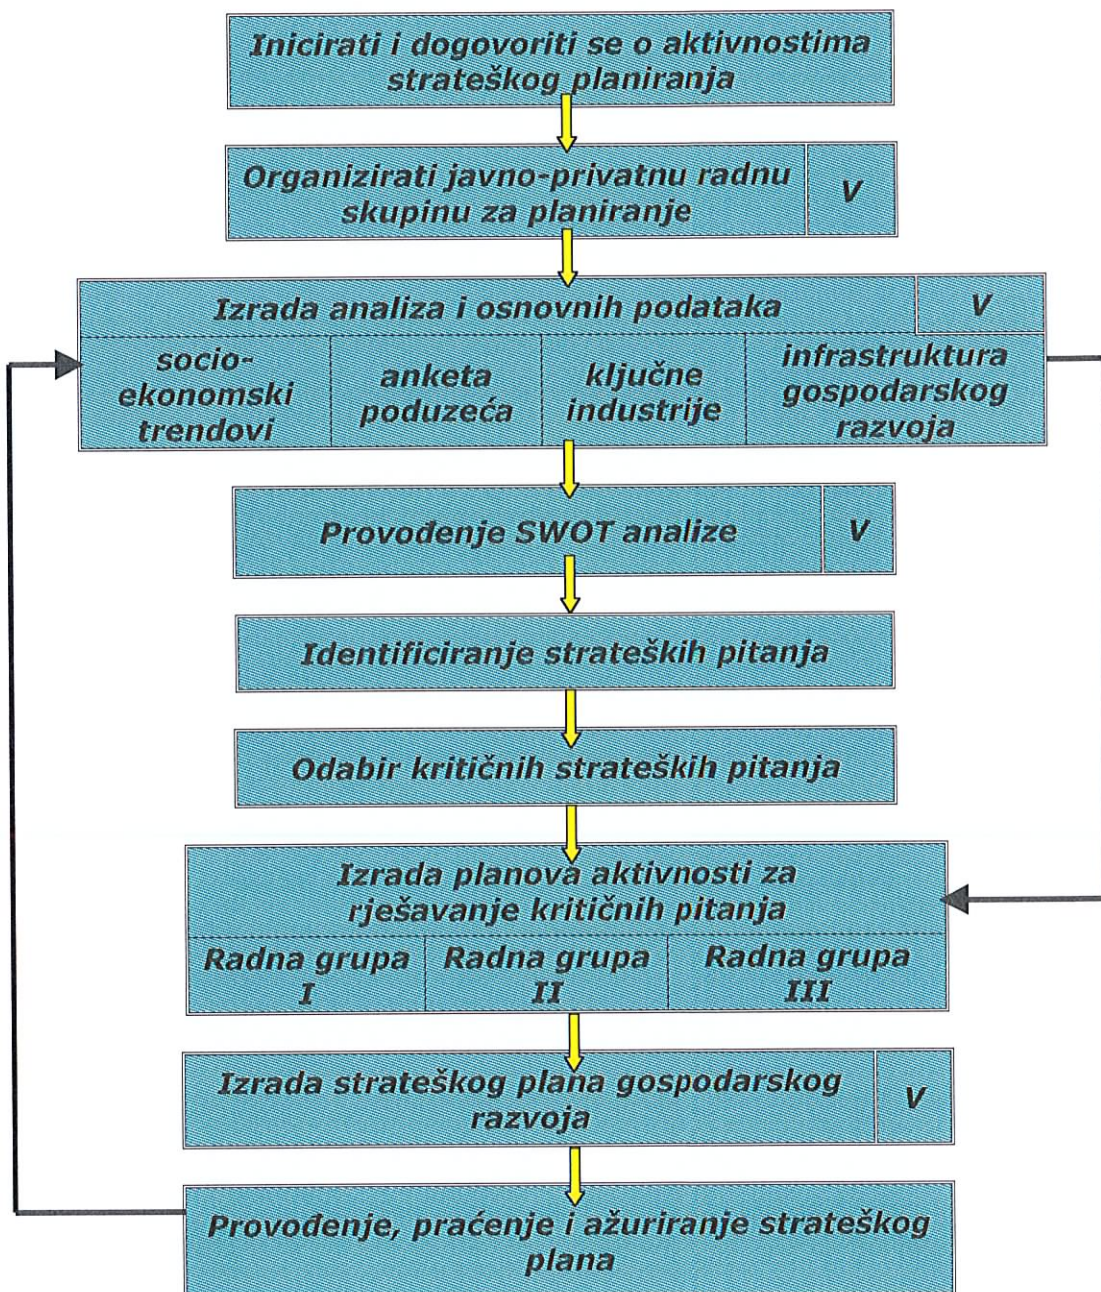 Inicirati i dogovoriti se o aktivnostima
strateškog planiranja
Organizirati javno-privatnu radnu
skupinu za planiranje
V
Izrada analiza i osnovnih podataka
V
socio-
ekonomski
trendovi
anketa
poduzeća
ključne
industrije
infrastruktura
gospodarskog
razvoja
Provođenje SWOT analize
V
Identificiranje strateških pitanja
Odabir kritičnih strateških pitanja
Izrada planova aktivnosti za
rješavanje kritičnih pitanja
Radna grupa
I
Radna grupa
II
Radna grupa
III
Izrada strateškog plana gospodarskog
razvoja
V
Provođenje, praćenje i ažuriranje strateškog
plana